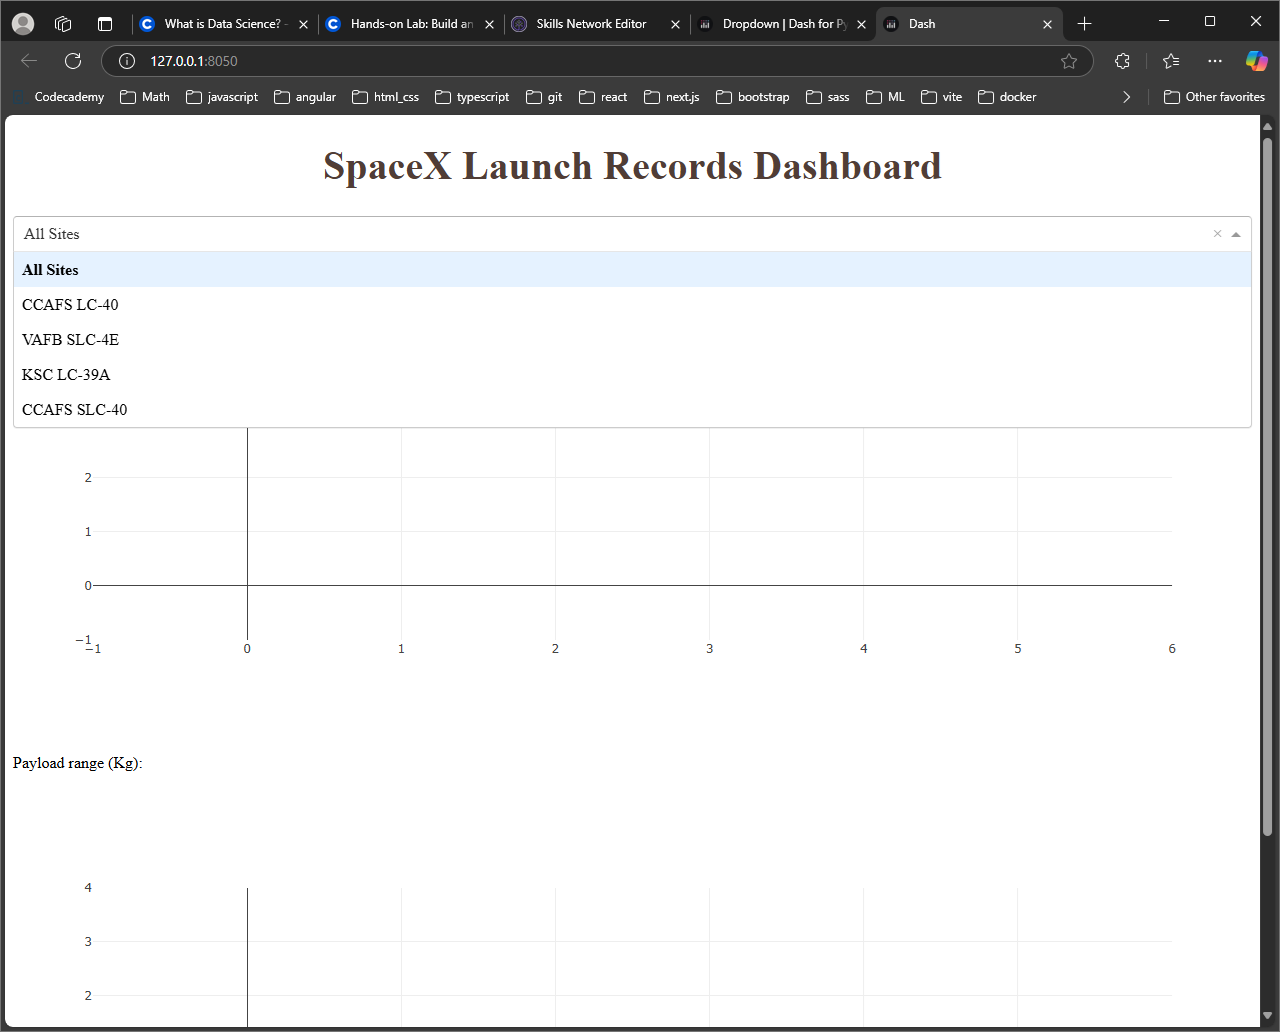 What is Data Science? -
Hands-on Lab: Build an
Skills Network Editor
Dropdown | Dash for Py
Dash
127.0.0.1:8050
Codecademy
Math
javascript
angular
html_css
typescript
git
react
next.js
bootstrap
sass
ML
vite
docker
Other favorites
SpaceX Launch Records Dashboard
All Sites
All Sites
CCAFS LC-40
VAFB SLC-4E
KSC LC-39A
CCAFS SLC-40
2
1
0
−1
−1 0 1 2 3 4 5 6
Payload range (Kg):
4
3
2